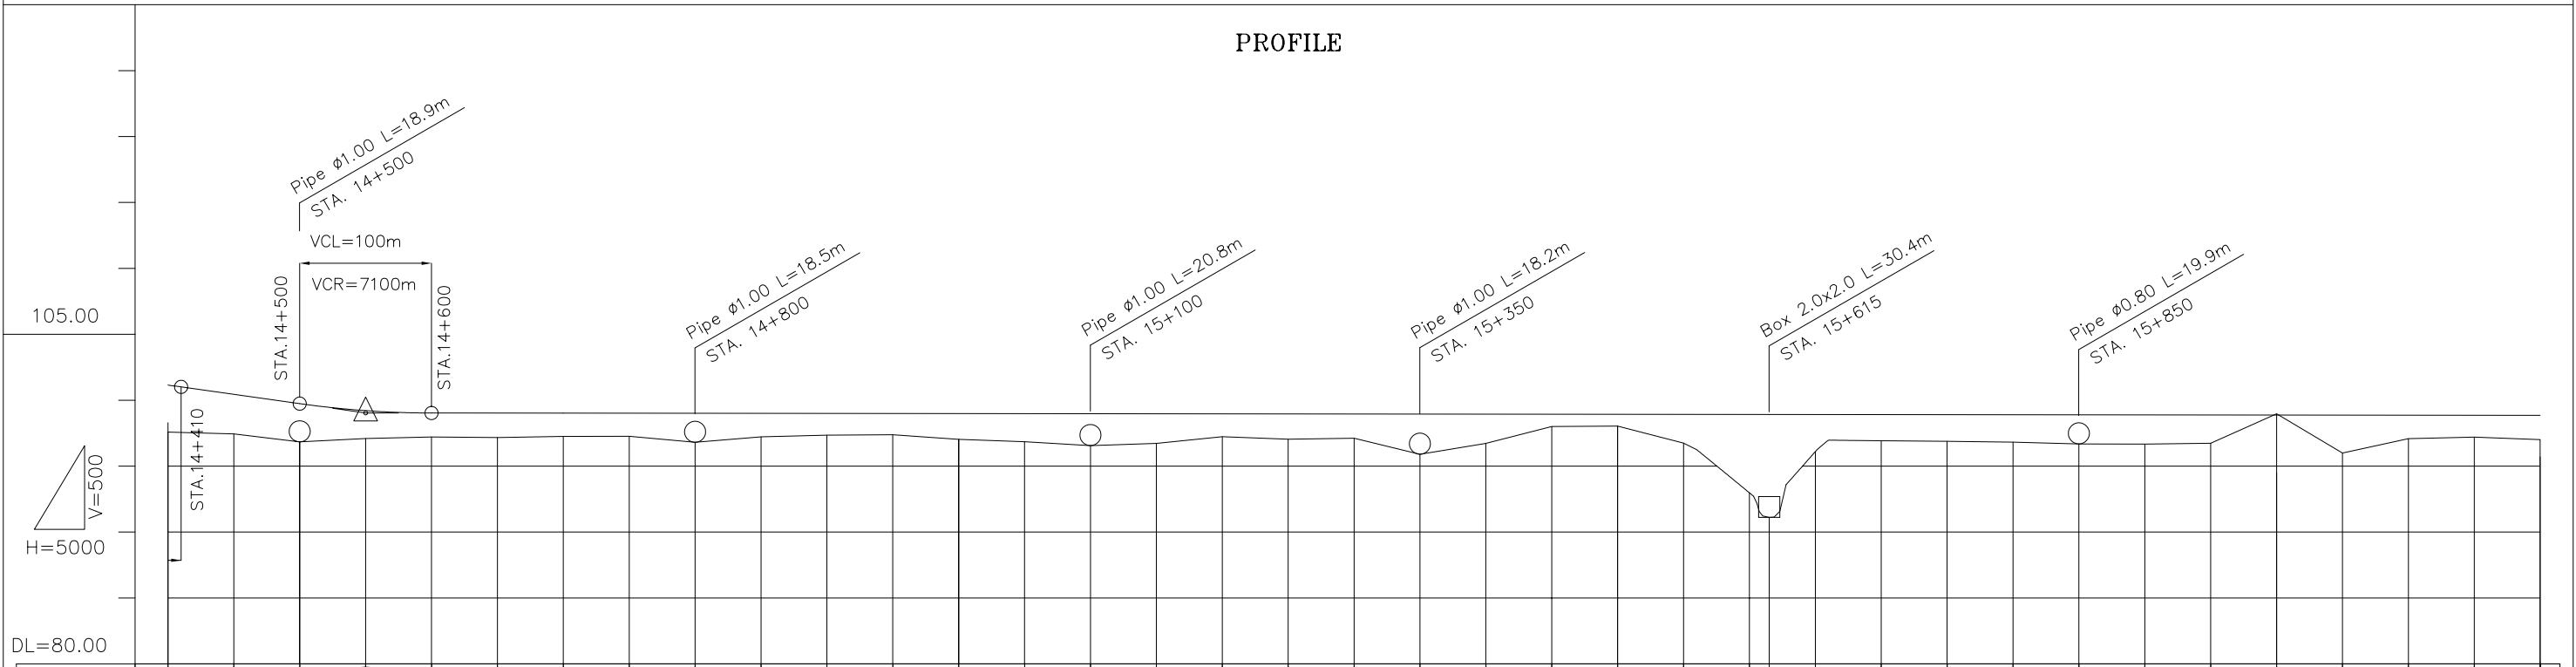 PROFILE
Pipe ø1.00 L=18.9m
STA. 14+500
VCL=100m
VCR=7100m
STA.14+500
STA.14+600
STA.14+410
Pipe ø1.00 L=18.5m
STA. 14+800
Pipe ø1.00 L=20.8m
STA. 15+100
Pipe ø1.00 L=18.2m
STA. 15+350
Box 2.0x2.0 L=30.4m
STA. 15+615
Pipe ø0.80 L=19.9m
STA. 15+850
105.00
V=500
H=5000
DL=80.00